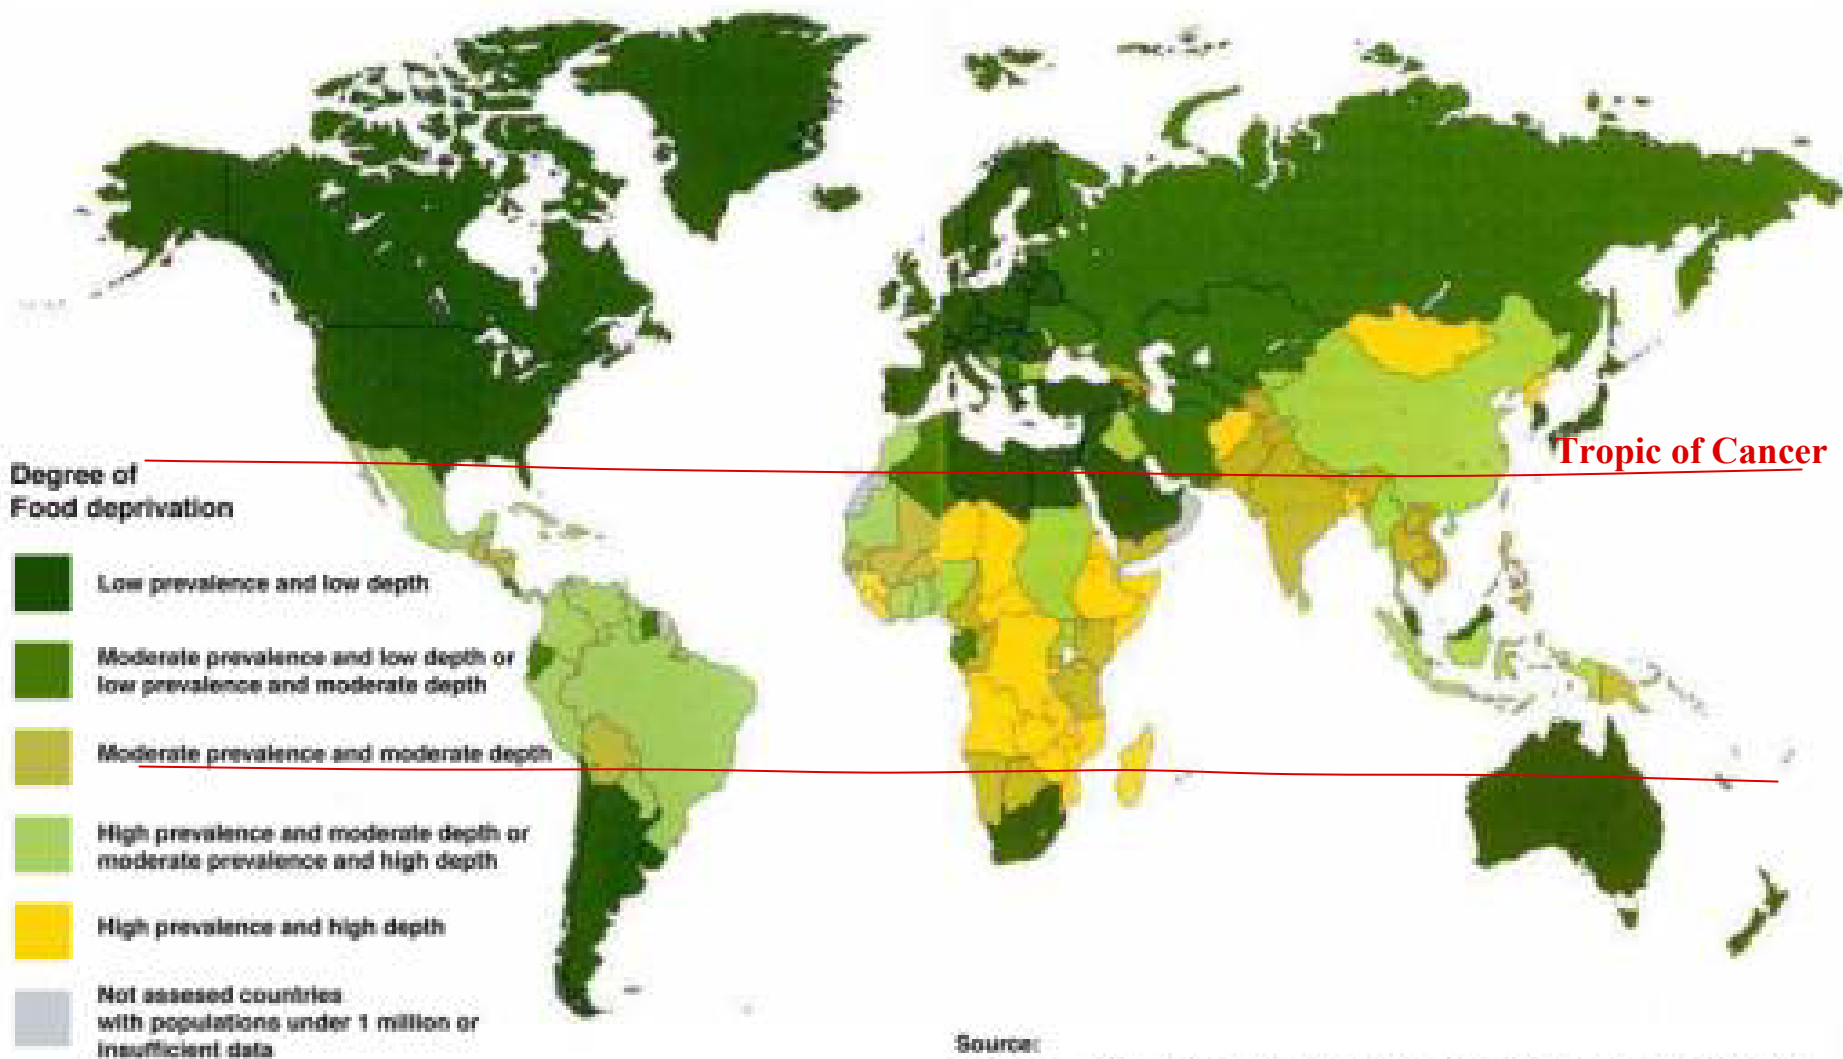 Tropic of Cancer
Degree of
Food deprivation
Low prevalence and low depth
Moderate prevalence and low depth or
low prevalence and moderate depth
Moderate prevalence and moderate depth
High prevalence and moderate depth or
moderate prevalence and high depth
High prevalence and high depth
Not assesed countries
with populations under 1 million or
insufficient data
Source: